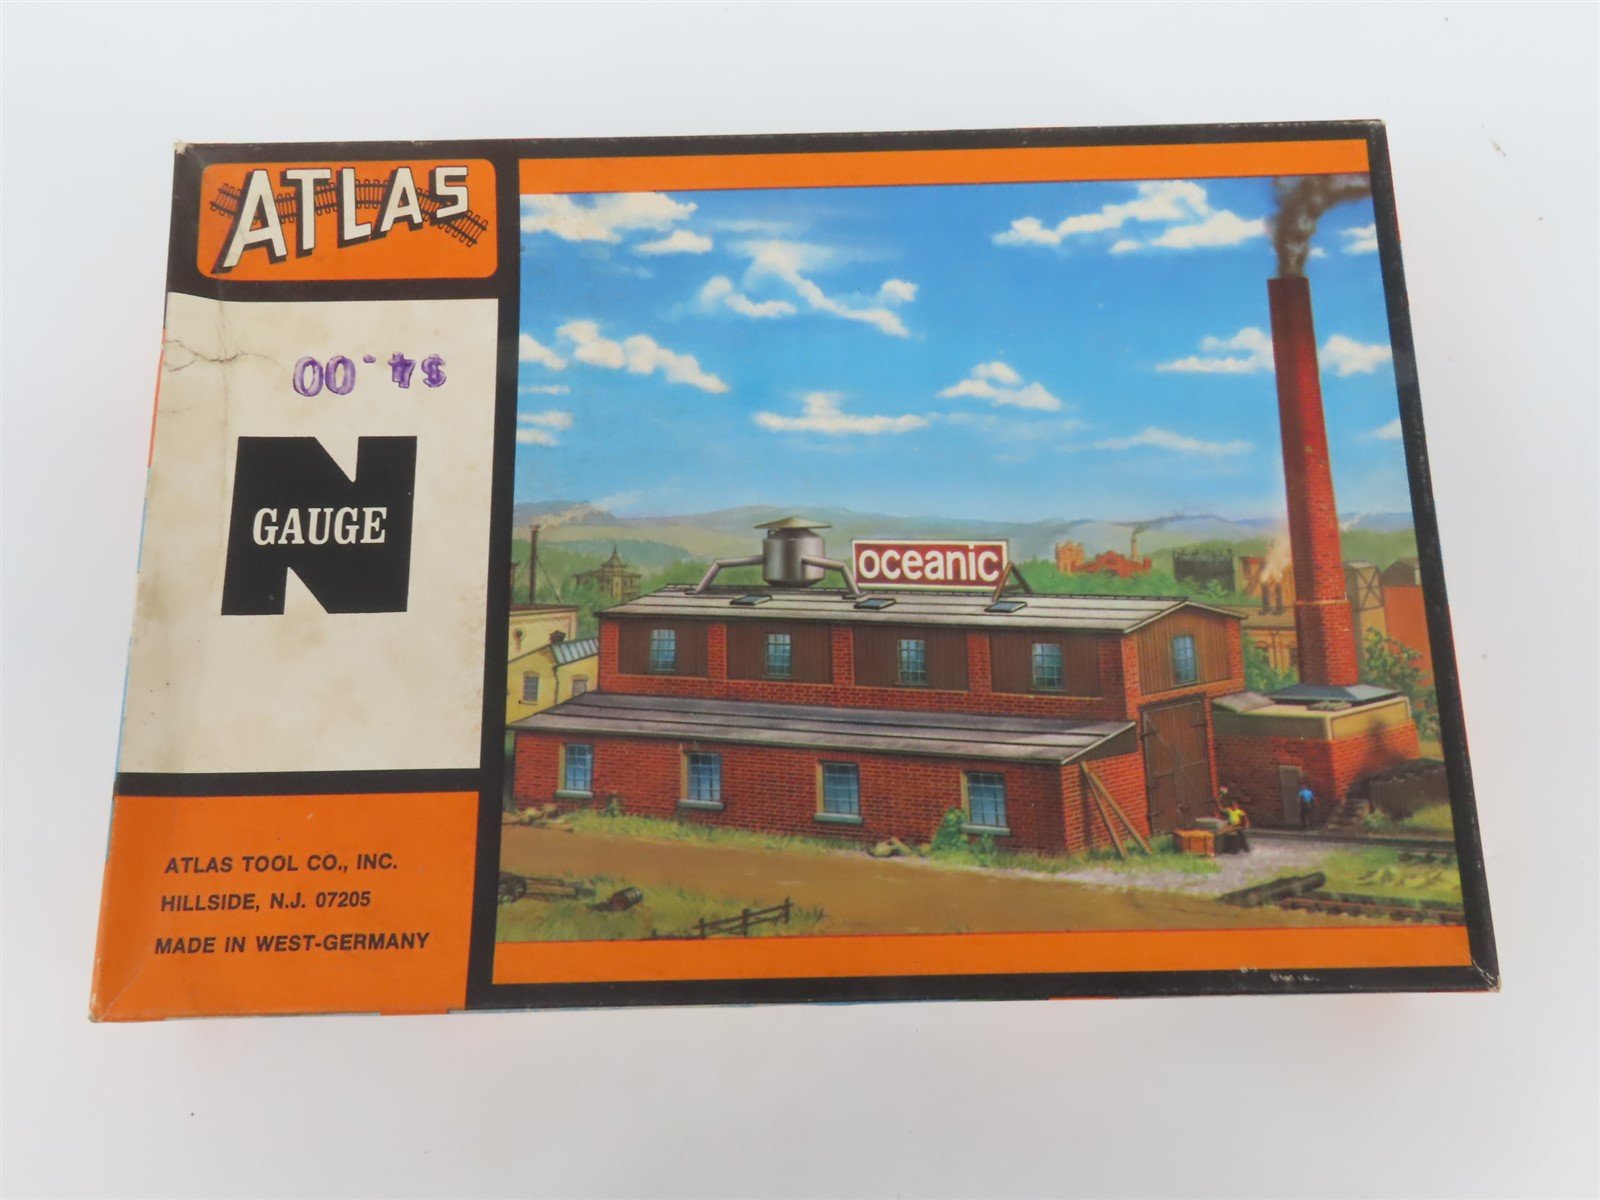 ATLAS
$4.00
N
GAUGE
oceanic
ATLAS TOOL CO., INC.
HILLSIDE, N.J. 07205
MADE IN WEST-GERMANY